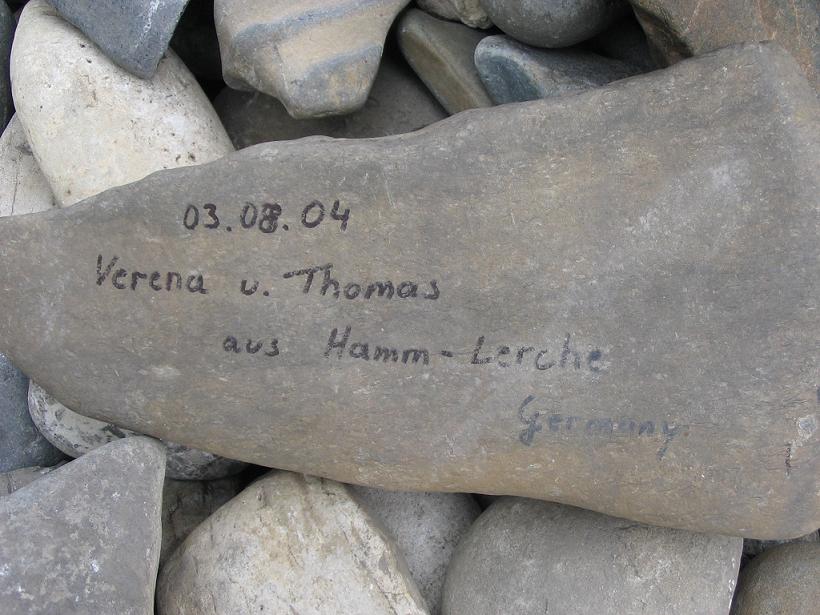 03.08.04
Verena u. Thomas
aus Hamm-Lerche
Germany